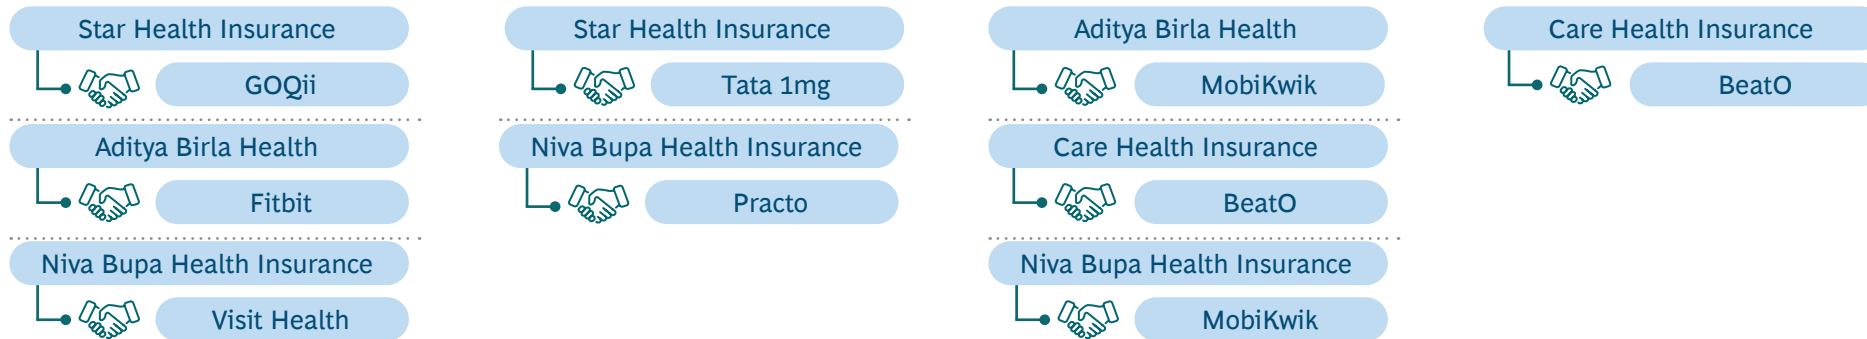 Star Health Insurance
GOQii
Aditya Birla Health
Fitbit
Niva Bupa Health Insurance
Visit Health
Star Health Insurance
Tata 1mg
Niva Bupa Health Insurance
Practo
Aditya Birla Health
MobiKwik
Care Health Insurance
BeatO
Niva Bupa Health Insurance
MobiKwik
Care Health Insurance
BeatO